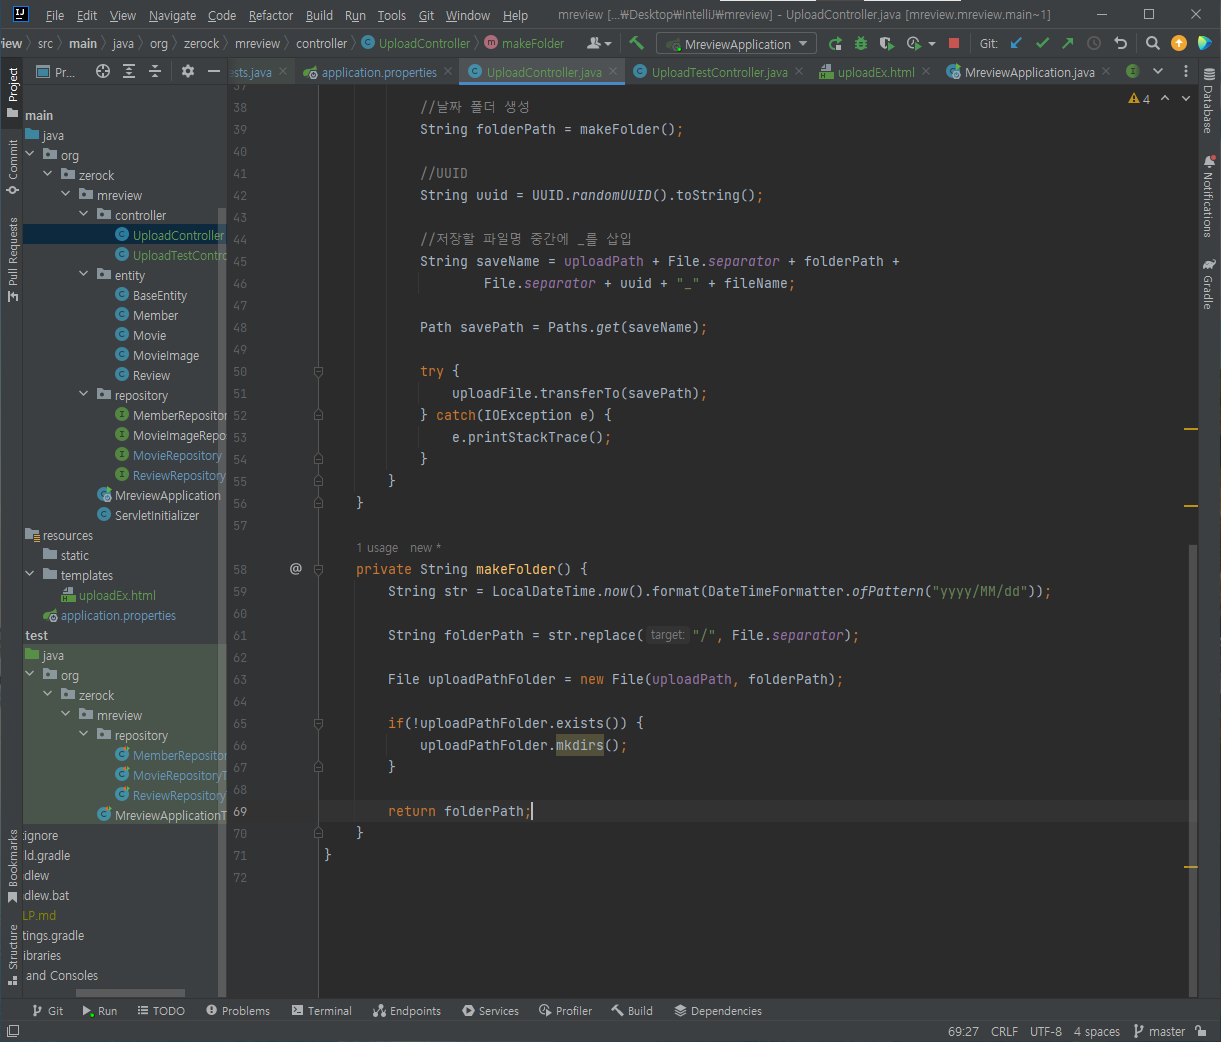 File Edit View Navigate Code Refactor Build Run Tools Git Window Help mreview [...₩Desktop₩IntelliJ₩mreview] - UploadController.java [mreview.mreview.main~1]
iew src main java org zerock mreview controller UploadController makeFolder MreviewApplication Git:
Pr... ests.java application.properties UploadController.java UploadTestController.java uploadEx.html MreviewApplication.java
Project
Commit
Pull Requests
Bookmarks
Structure
main
java
org
zerock
mreview
controller
UploadController
UploadTestContro
entity
BaseEntity
Member
Movie
MovieImage
Review
repository
MemberRepositor
MovieImageRepo
MovieRepository
ReviewRepository
MreviewApplication
ServletInitializer
resources
static
templates
uploadEx.html
application.properties
test
java
org
zerock
mreview
repository
MemberRepositor
MovieRepositoryT
ReviewRepository
MreviewApplicationT
ignore
ld.gradle
dlew
dlew.bat
LP.md
tings.gradle
ibraries
and Consoles
4
37
38 //날짜 폴더 생성
39 String folderPath = makeFolder();
40
41 //UUID
42 String uuid = UUID.randomUUID().toString();
43
44 //저장할 파일명 중간에 _를 삽입
45 String saveName = uploadPath + File.separator + folderPath +
46 File.separator + uuid + "_" + fileName;
47
48 Path savePath = Paths.get(saveName);
49
50 try {
51 uploadFile.transferTo(savePath);
52 } catch(IOException e) {
53 e.printStackTrace();
54 }
55 }
56 }
57
1 usage new *
58 @ private String makeFolder() {
59 String str = LocalDateTime.now().format(DateTimeFormatter.ofPattern("yyyy/MM/dd"));
60
61 String folderPath = str.replace( target: "/", File.separator);
62
63 File uploadPathFolder = new File(uploadPath, folderPath);
64
65 if(!uploadPathFolder.exists()) {
66 uploadPathFolder.mkdirs();
67 }
68
69 return folderPath;
70 }
71 }
72
Database
Notifications
Gradle
Git Run TODO Problems Terminal Endpoints Services Profiler Build Dependencies
69:27 CRLF UTF-8 4 spaces master